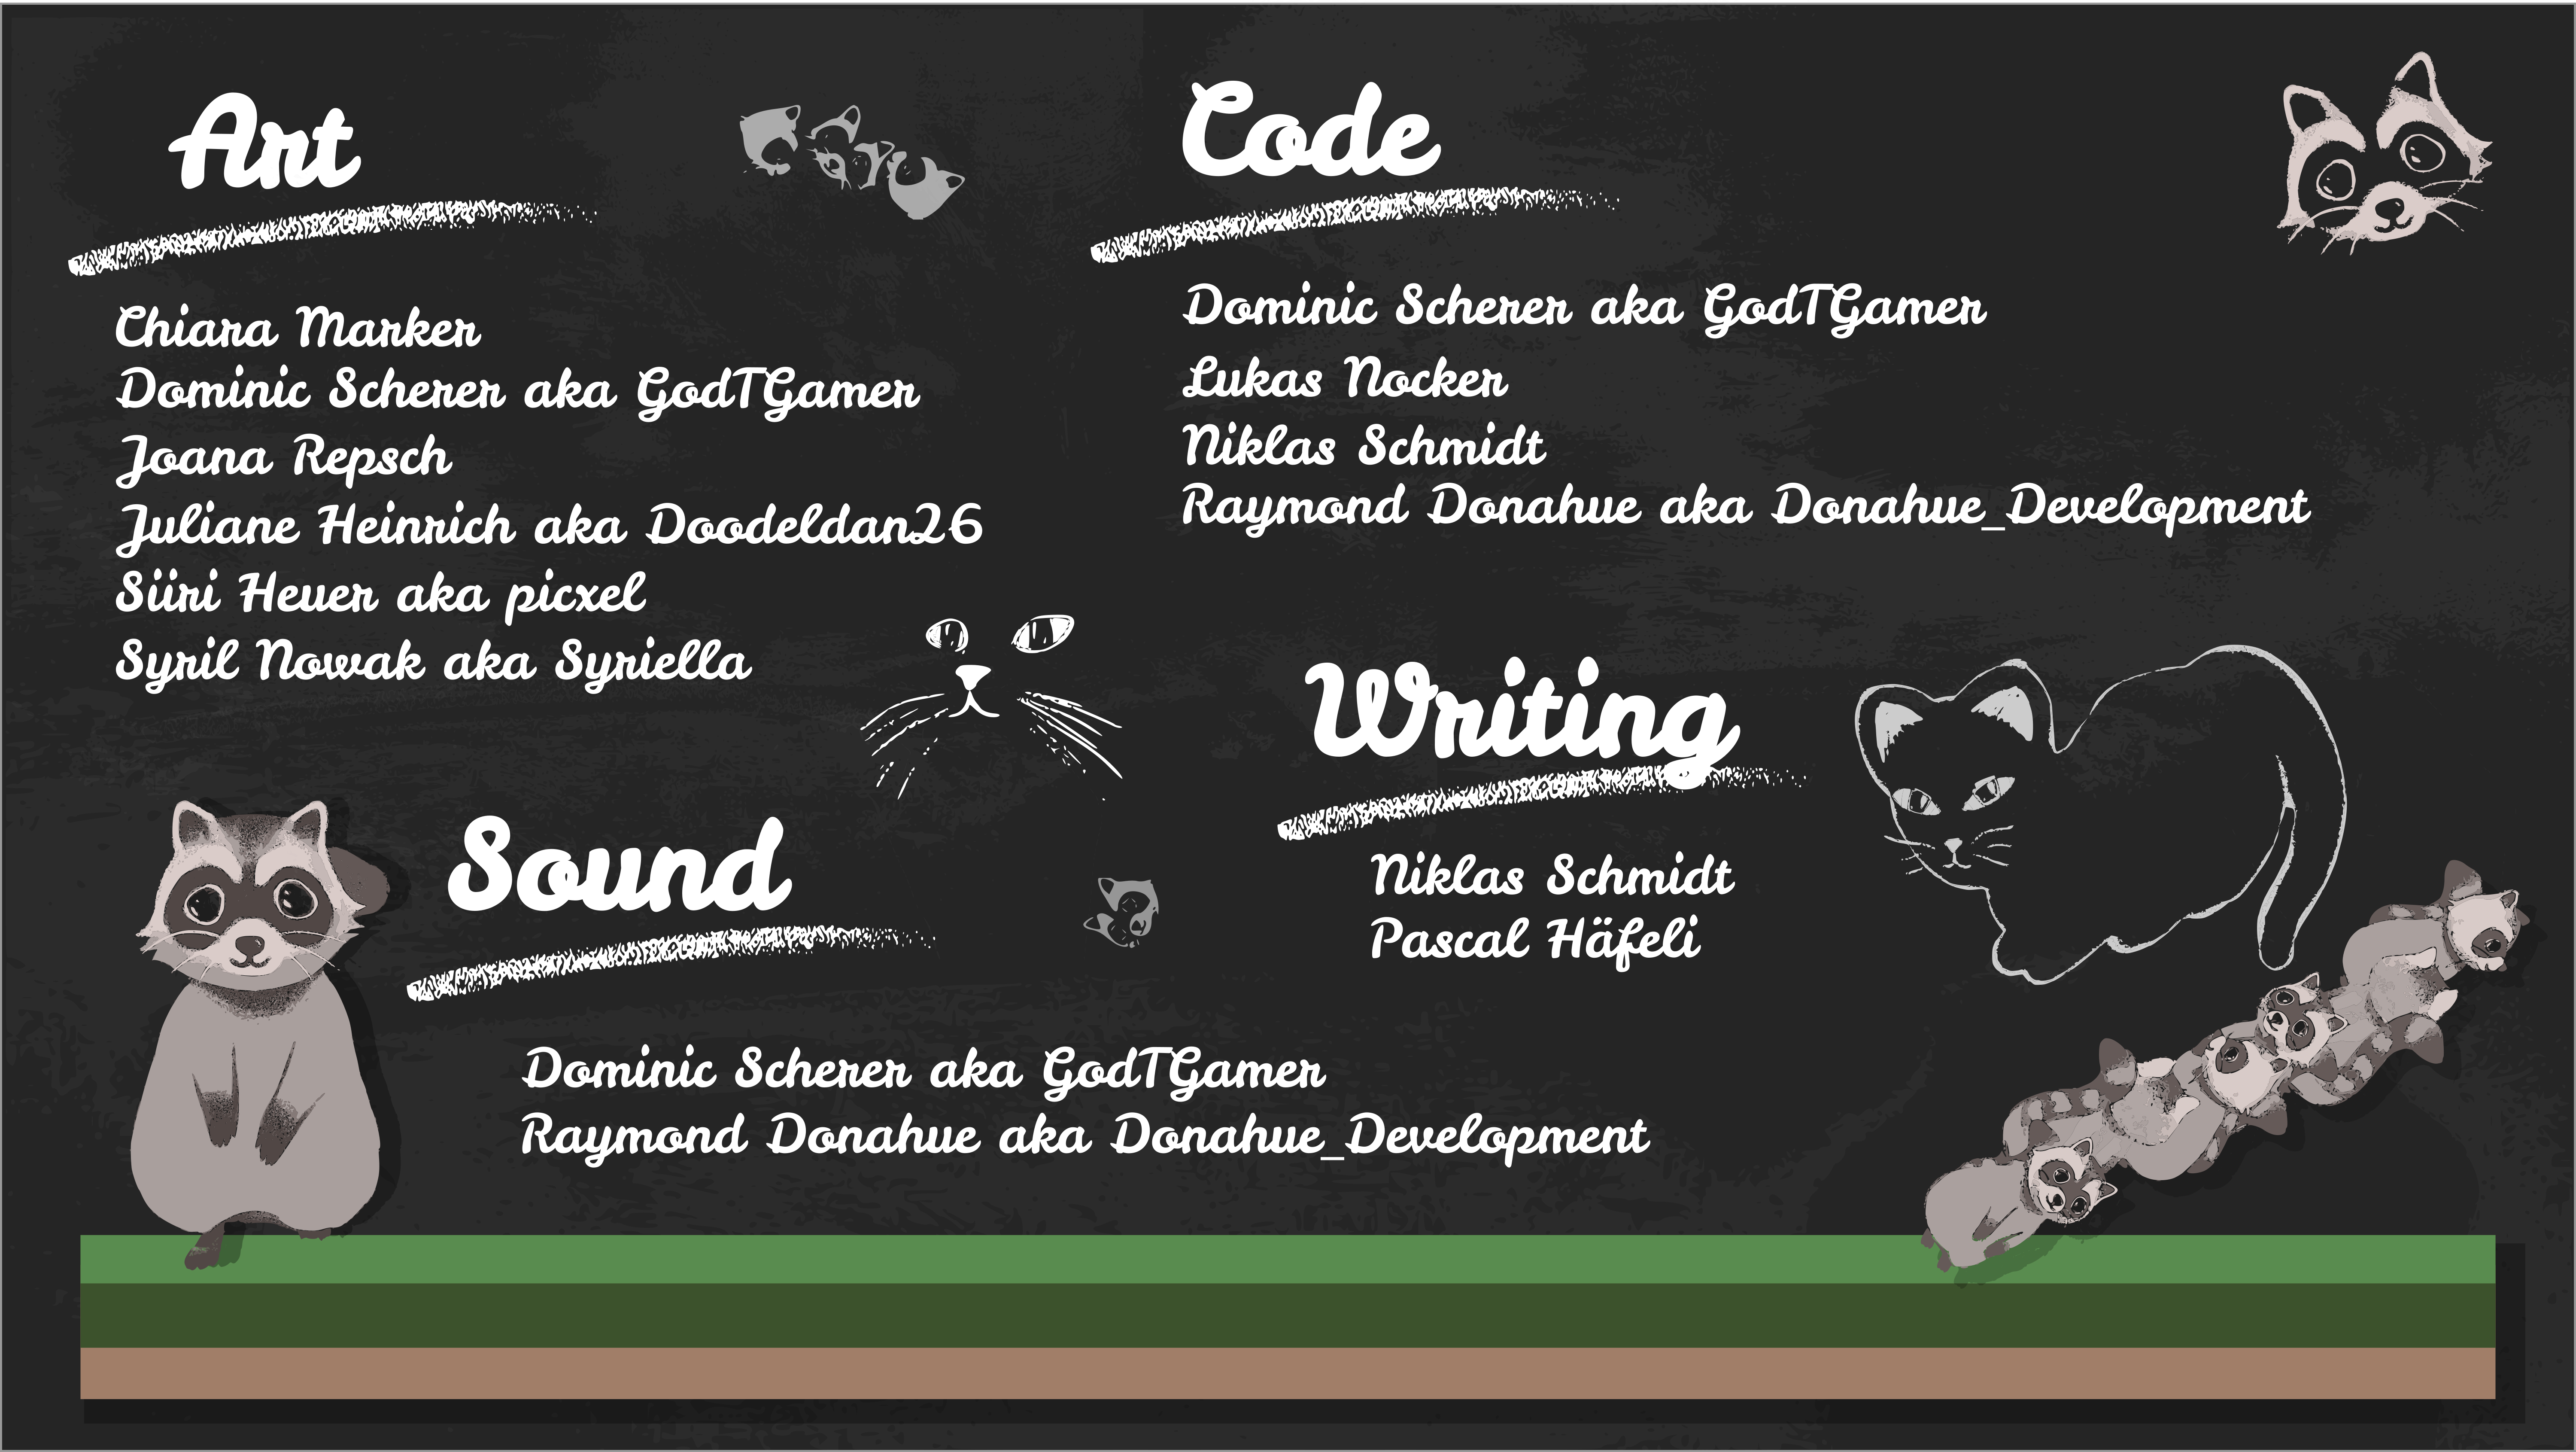 Art
Chiara Marker
Dominic Scherer aka GodTGamer
Joana Repsch
Juliane Heinrich aka Doodeldan26
Siiri Heuer aka picxel
Syril Nowak aka Syriella
Code
Dominic Scherer aka GodTGamer
Lukas Nocker
Niklas Schmidt
Raymond Donahue aka Donahue_Development
Sound
Dominic Scherer aka GodTGamer
Raymond Donahue aka Donahue_Development
Writing
Niklas Schmidt
Pascal Häfeli